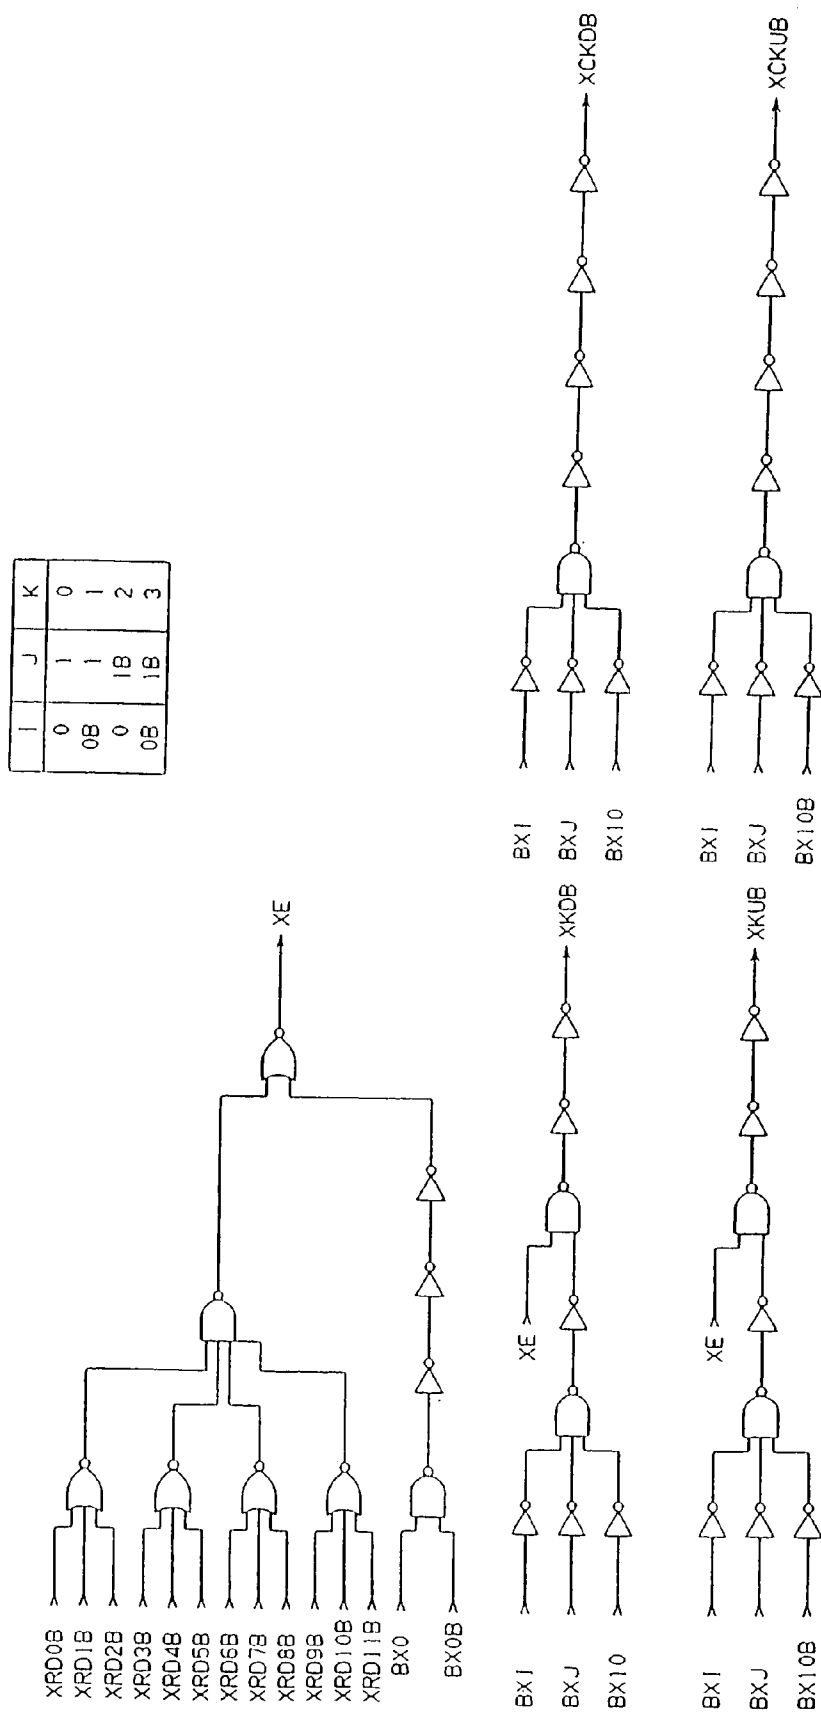 I J K
0 1 0
0B 1 1
0 1B 2
0B 1B 3
XRD0B
XRD1B
XRD2B
XRD3B
XRD4B
XRD5B
XRD6B
XRD7B
XRD8B
XRD9B
XRD10B
XRD11B
BX0
BX0B
XE
BXI
BXJ
BX10
XE
XKDB
BXI
BXJ
BX10
XCKDB
BXI
BXJ
BX10B
XE
XKUB
BXI
BXJ
BX10B
XCKUB